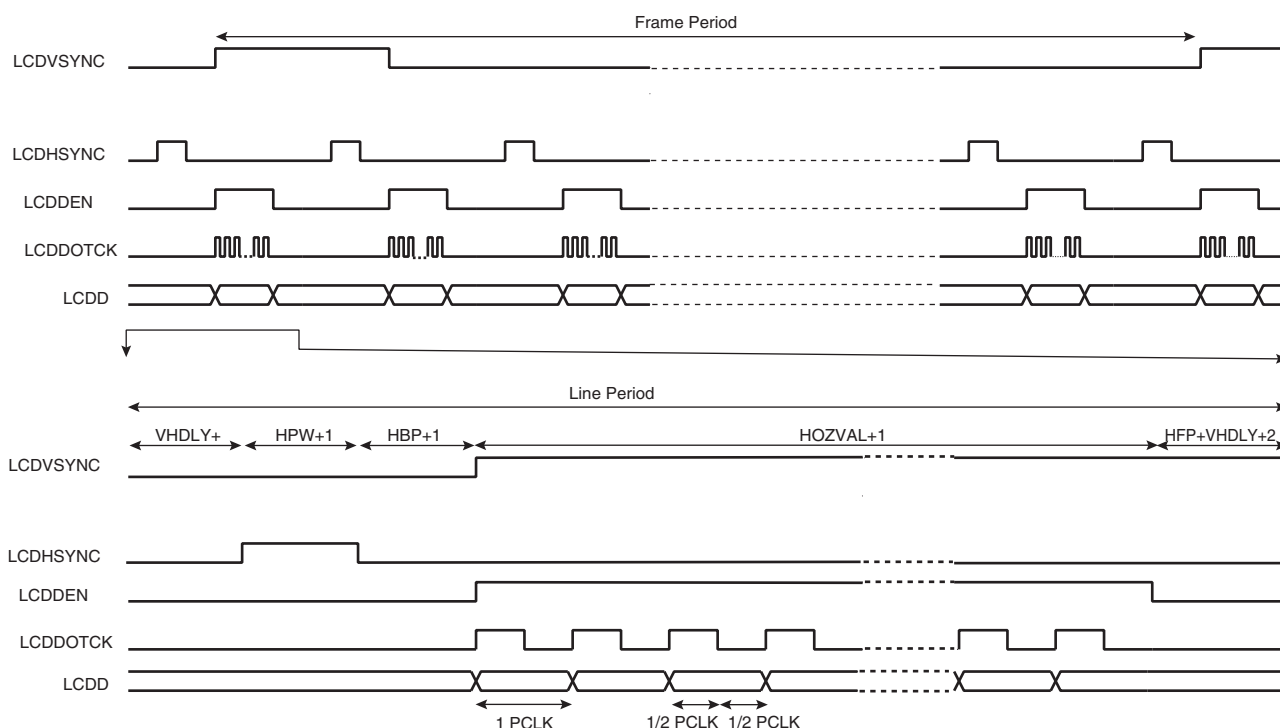 Frame Period
LCDVSYNC
LCDHSYNC
LCDDEN
LCDDOTCK
LCDD
Line Period
VHDLY+ HPW+1 HBP+1 HOZVAL+1 HFP+VHDLY+2
LCDVSYNC
LCDHSYNC
LCDDEN
LCDDOTCK
LCDD
1 PCLK 1/2 PCLK 1/2 PCLK